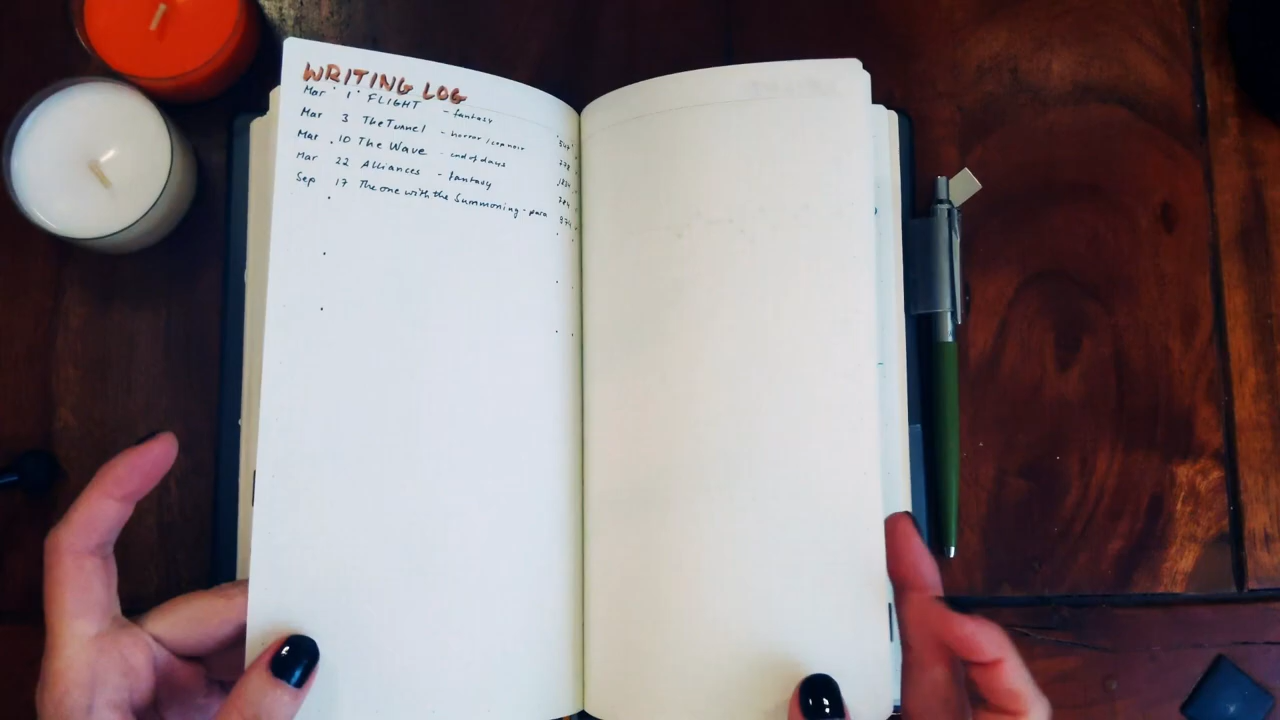 WRITING LOG
Mar 1 FLIGHT - fantasy
Mar 3 The Tunnel - horror /
Mar 10 The Wave - end of days
Mar 22 Alliances - fantasy
Sep 17 The one with the Summoning - para